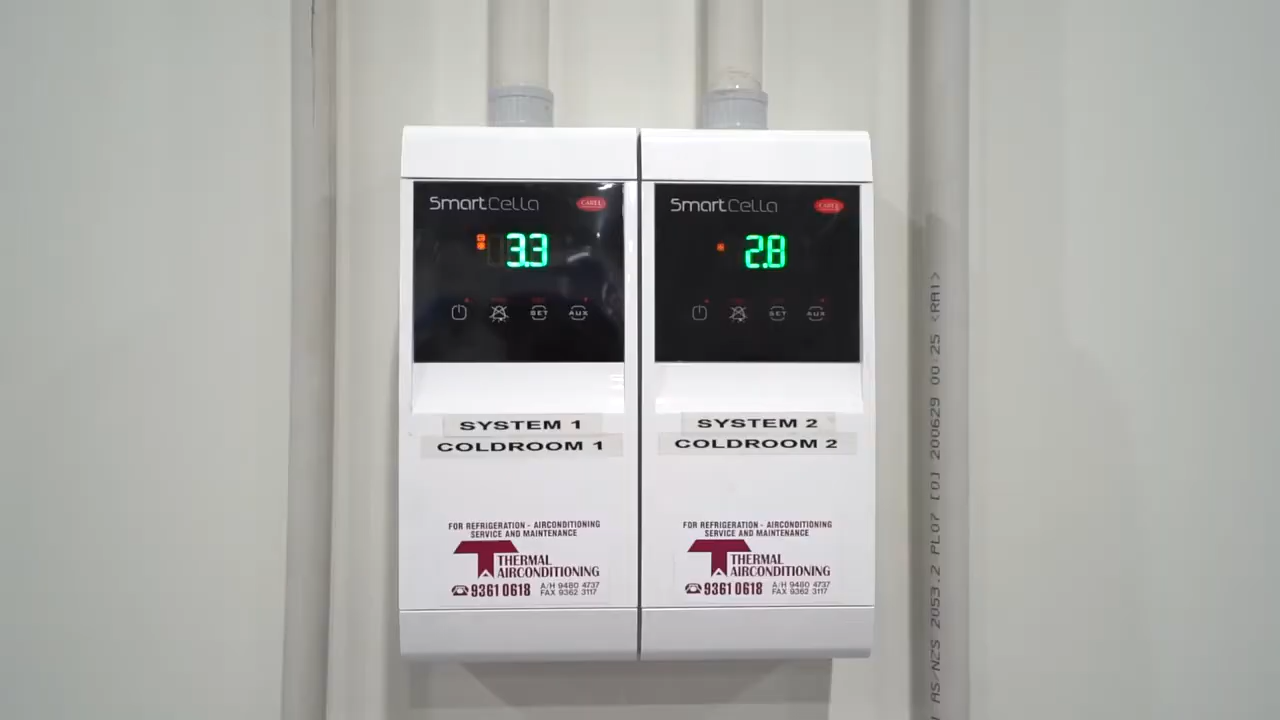 SmartCella
CAREL
3.3
SET
AUX
SYSTEM 1
COLDROOM 1
FOR REFRIGERATION - AIRCONDITIONING
SERVICE AND MAINTENANCE
THERMAL
AIRCONDITIONING
9361 0618
A/H 9480 4737
FAX 9362 3117
SmartCella
CAREL
2.8
SET
AUX
SYSTEM 2
COLDROOM 2
FOR REFRIGERATION - AIRCONDITIONING
SERVICE AND MAINTENANCE
THERMAL
AIRCONDITIONING
9361 0618
A/H 9480 4737
FAX 9362 3117
AS/NZS 2053.2 PL07 [0] 200629 00:25 <RA1>